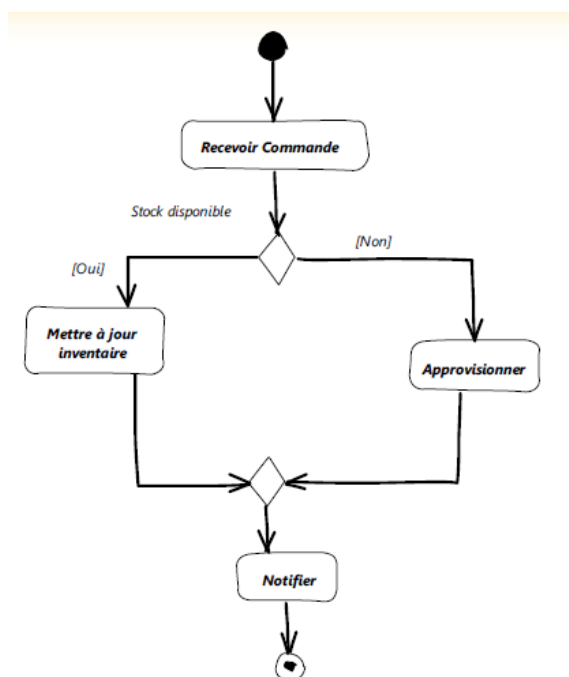 Recevoir Commande
Stock disponible
[Non]
[Oui]
Mettre à jour
inventaire
Approvisionner
Notifier